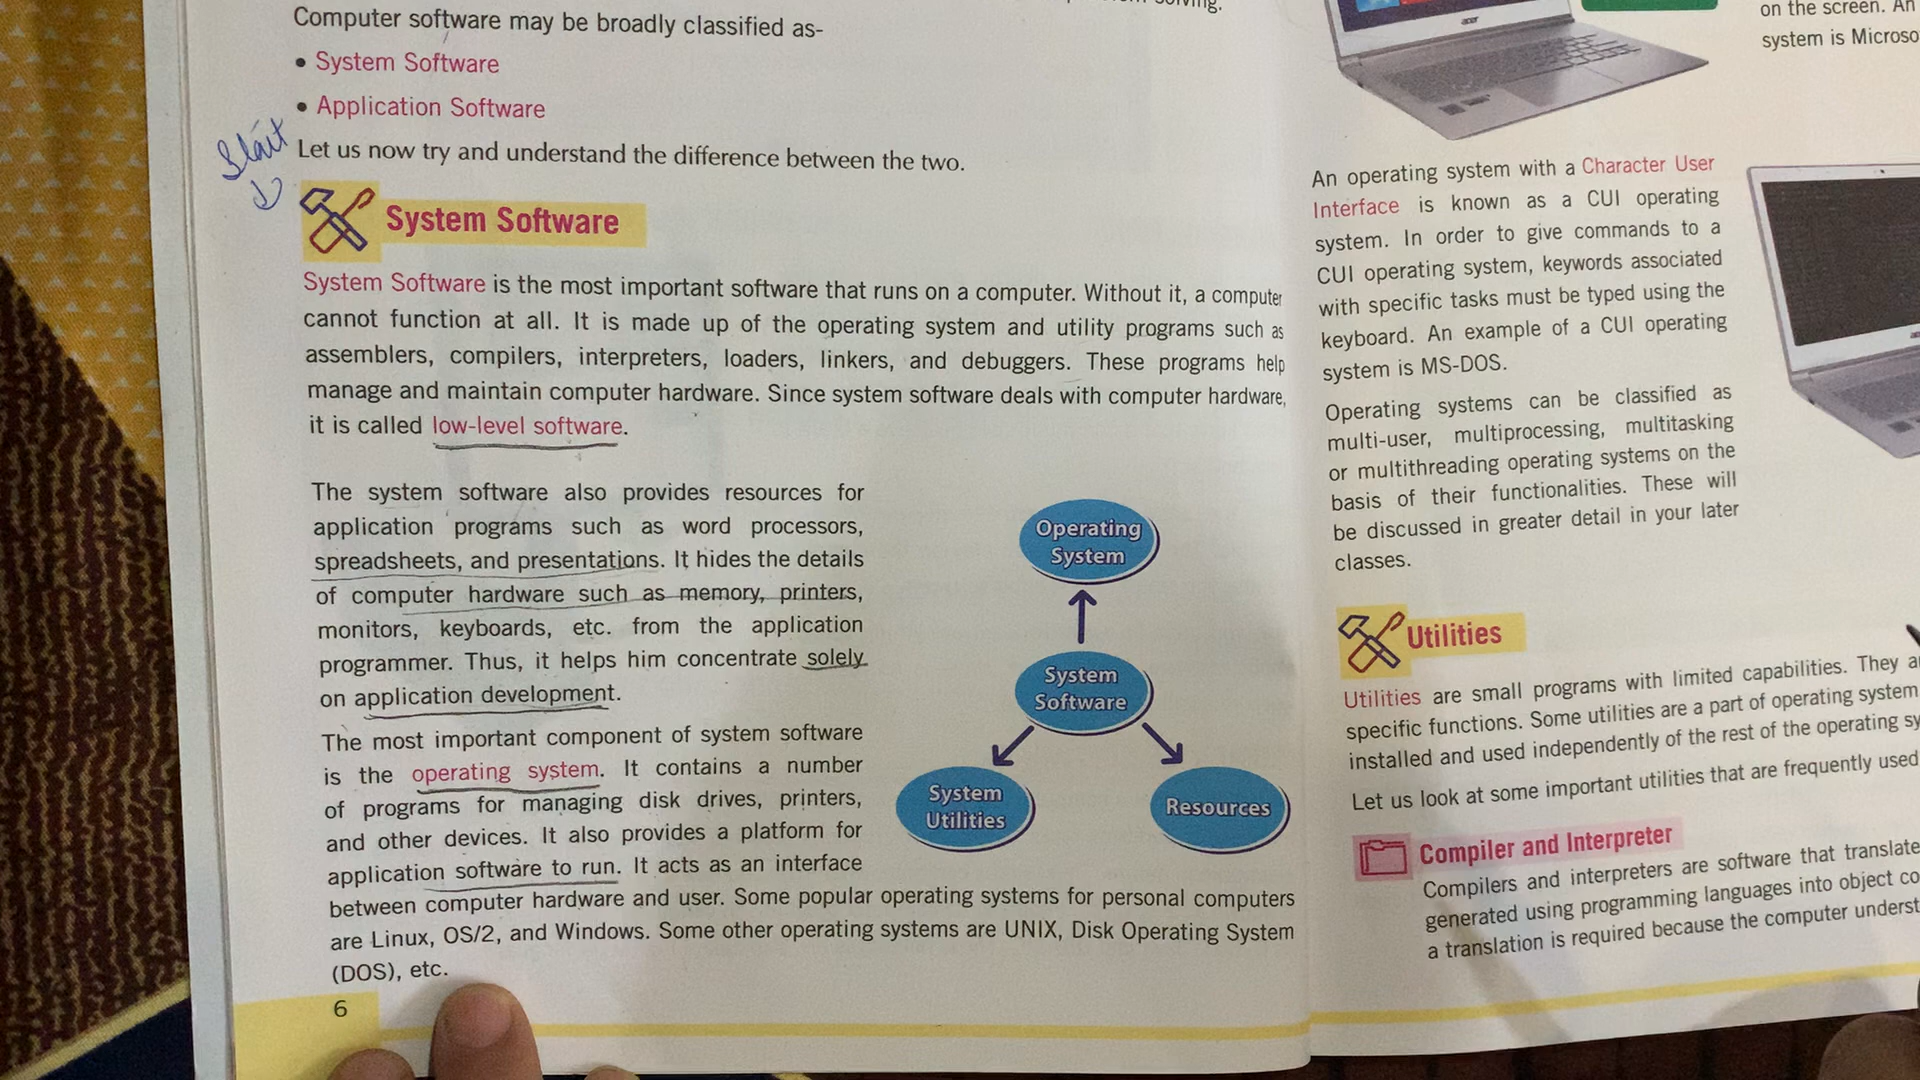 Computer software may be broadly classified as-
• System Software
• Application Software
Start
Let us now try and understand the difference between the two.
System Software
System Software is the most important software that runs on a computer. Without it, a computer
cannot function at all. It is made up of the operating system and utility programs such as
assemblers, compilers, interpreters, loaders, linkers, and debuggers. These programs help
manage and maintain computer hardware. Since system software deals with computer hardware,
it is called low-level software.
The system software also provides resources for
application programs such as word processors,
spreadsheets, and presentations. It hides the details
of computer hardware such as memory, printers,
monitors, keyboards, etc. from the application
programmer. Thus, it helps him concentrate solely
on application development.
The most important component of system software
is the operating system. It contains a number
of programs for managing disk drives, printers,
and other devices. It also provides a platform for
application software to run. It acts as an interface
between computer hardware and user. Some popular operating systems for personal computers
are Linux, OS/2, and Windows. Some other operating systems are UNIX, Disk Operating System
(DOS), etc.
Operating
System
System
Software
System
Utilities
Resources
6
acer
on the screen. An
system is Microso
An operating system with a Character User
Interface is known as a CUI operating
system. In order to give commands to a
CUI operating system, keywords associated
with specific tasks must be typed using the
keyboard. An example of a CUI operating
system is MS-DOS.
Operating systems can be classified as
multi-user, multiprocessing, multitasking
or multithreading operating systems on the
basis of their functionalities. These will
be discussed in greater detail in your later
classes.
Utilities
Utilities are small programs with limited capabilities. They a
specific functions. Some utilities are a part of operating system
installed and used independently of the rest of the operating sy
Let us look at some important utilities that are frequently used
Compiler and Interpreter
Compilers and interpreters are software that translate
generated using programming languages into object co
a translation is required because the computer underst